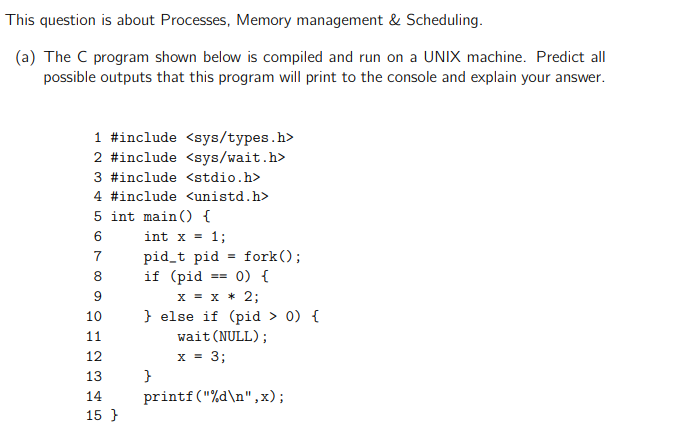 This question is about Processes, Memory management & Scheduling.
(a) The C program shown below is compiled and run on a UNIX machine. Predict all
possible outputs that this program will print to the console and explain your answer.
1 #include <sys/types.h>
2 #include <sys/wait.h>
3 #include <stdio.h>
4 #include <unistd.h>
5 int main() {
6     int x = 1;
7     pid_t pid = fork();
8     if (pid == 0) {
9         x = x * 2;
10     } else if (pid > 0) {
11         wait(NULL);
12         x = 3;
13     }
14     printf("%d\n",x);
15 }